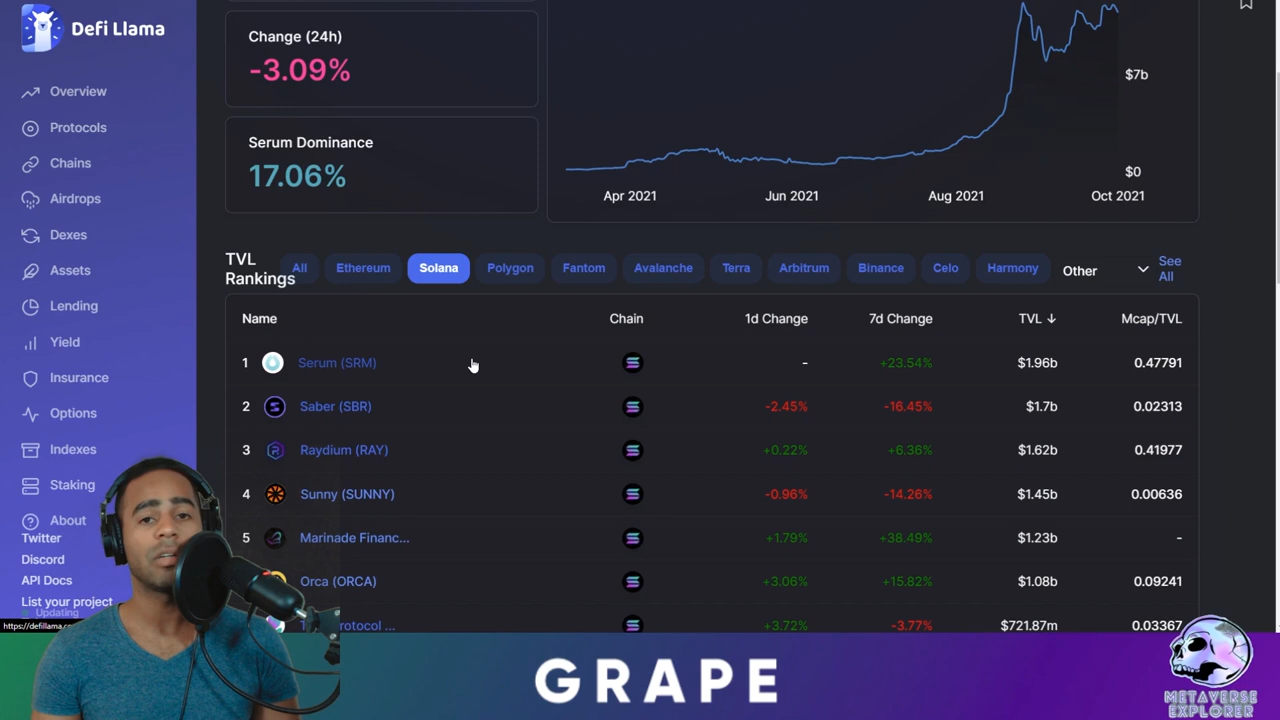 Defi Llama
Overview
Protocols
Chains
Airdrops
Dexes
Assets
Lending
Yield
Insurance
Options
Indexes
Staking
About
Twitter
Discord
API Docs
List your project
Updating
https://defillama.c
Change (24h)
-3.09%
Serum Dominance
17.06%
$7b
$0
Apr 2021 Jun 2021 Aug 2021 Oct 2021
TVL Rankings All Ethereum Solana Polygon Fantom Avalanche Terra Arbitrum Binance Celo Harmony Other See All
Name Chain 1d Change 7d Change TVL ↓ Mcap/TVL
1 Serum (SRM) - +23.54% $1.96b 0.47791
2 Saber (SBR) -2.45% -16.45% $1.7b 0.02313
3 Raydium (RAY) +0.22% +6.36% $1.62b 0.41977
4 Sunny (SUNNY) -0.96% -14.26% $1.45b 0.00636
5 Marinade Financ... +1.79% +38.49% $1.23b -
Orca (ORCA) +3.06% +15.82% $1.08b 0.09241
+3.72% -3.77% $721.87m 0.03367
GRAPE
METAVERSE
EXPLORER